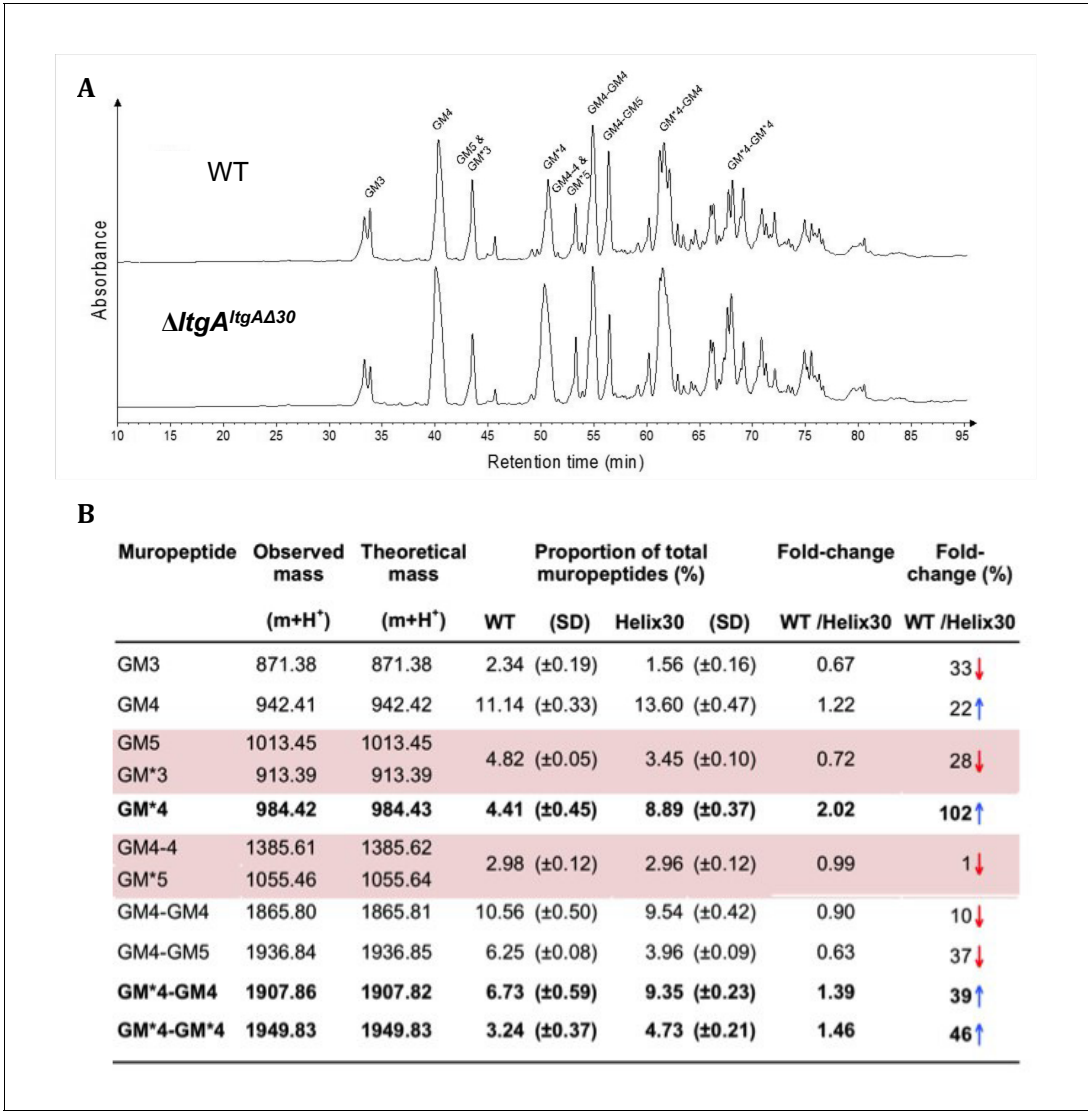 A
GM3
GM4
GM5 &
GM*3
GM*4
GM4-4 &
GM*5
GM4-GM4
GM4-GM5
GM*4-GM4
GM*4-GM*4
WT
ΔltgA^ltgAΔ30
Absorbance
10 15 20 25 30 35 40 45 50 55 60 65 70 75 80 85 90 95
Retention time (min)
B
Muropeptide Observed mass Theoretical mass Proportion of total muropeptides (%) Fold-change Fold-change (%)
(m+H⁺) (m+H⁺) WT (SD) Helix30 (SD) WT /Helix30 WT /Helix30
GM3 871.38 871.38 2.34 (±0.19) 1.56 (±0.16) 0.67 33↓
GM4 942.41 942.42 11.14 (±0.33) 13.60 (±0.47) 1.22 22↑
GM5 1013.45 1013.45
4.82 (±0.05) 3.45 (±0.10) 0.72 28↓
GM*3 913.39 913.39
GM*4 984.42 984.43 4.41 (±0.45) 8.89 (±0.37) 2.02 102↑
GM4-4 1385.61 1385.62
2.98 (±0.12) 2.96 (±0.12) 0.99 1↓
GM*5 1055.46 1055.64
GM4-GM4 1865.80 1865.81 10.56 (±0.50) 9.54 (±0.42) 0.90 10↓
GM4-GM5 1936.84 1936.85 6.25 (±0.08) 3.96 (±0.09) 0.63 37↓
GM*4-GM4 1907.86 1907.82 6.73 (±0.59) 9.35 (±0.23) 1.39 39↑
GM*4-GM*4 1949.83 1949.83 3.24 (±0.37) 4.73 (±0.21) 1.46 46↑